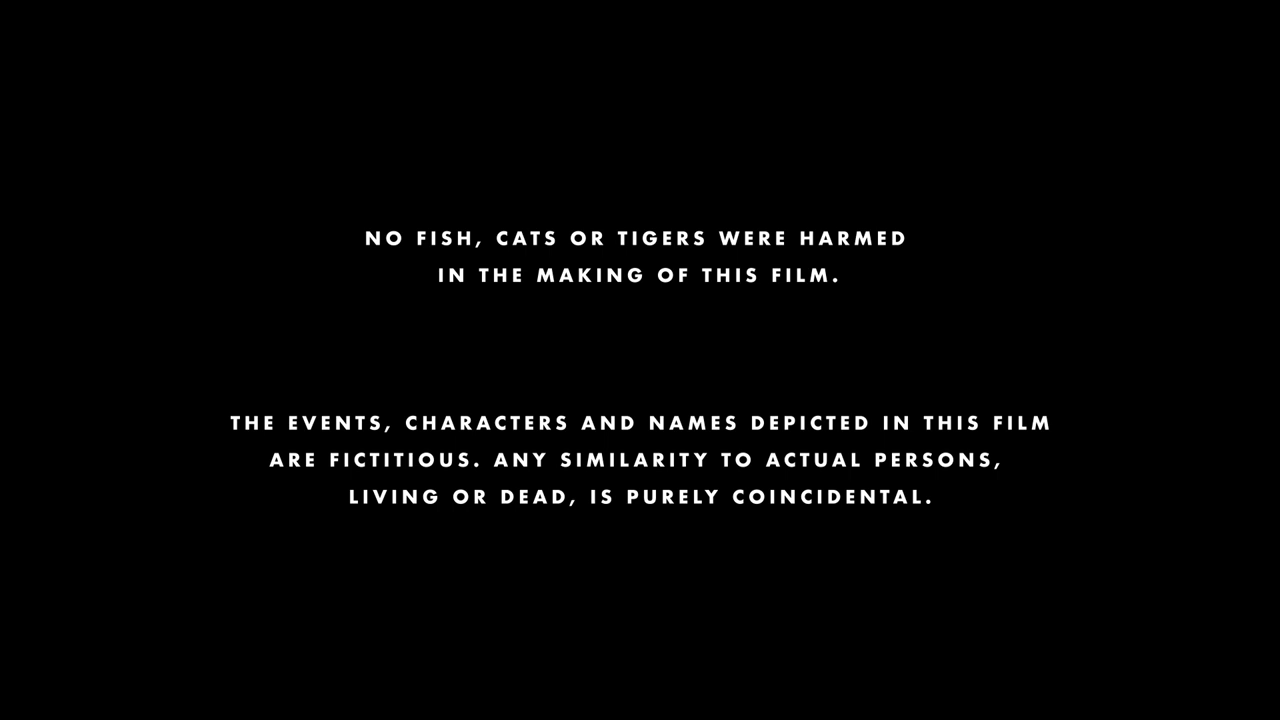 NO FISH, CATS OR TIGERS WERE HARMED
IN THE MAKING OF THIS FILM.
THE EVENTS, CHARACTERS AND NAMES DEPICTED IN THIS FILM
ARE FICTITIOUS. ANY SIMILARITY TO ACTUAL PERSONS,
LIVING OR DEAD, IS PURELY COINCIDENTAL.